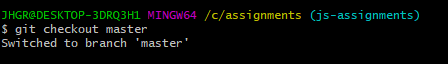 JHGR@DESKTOP-3DRQ3H1 MINGW64 /c/assignments (js-assignments)
$ git checkout master
Switched to branch 'master'